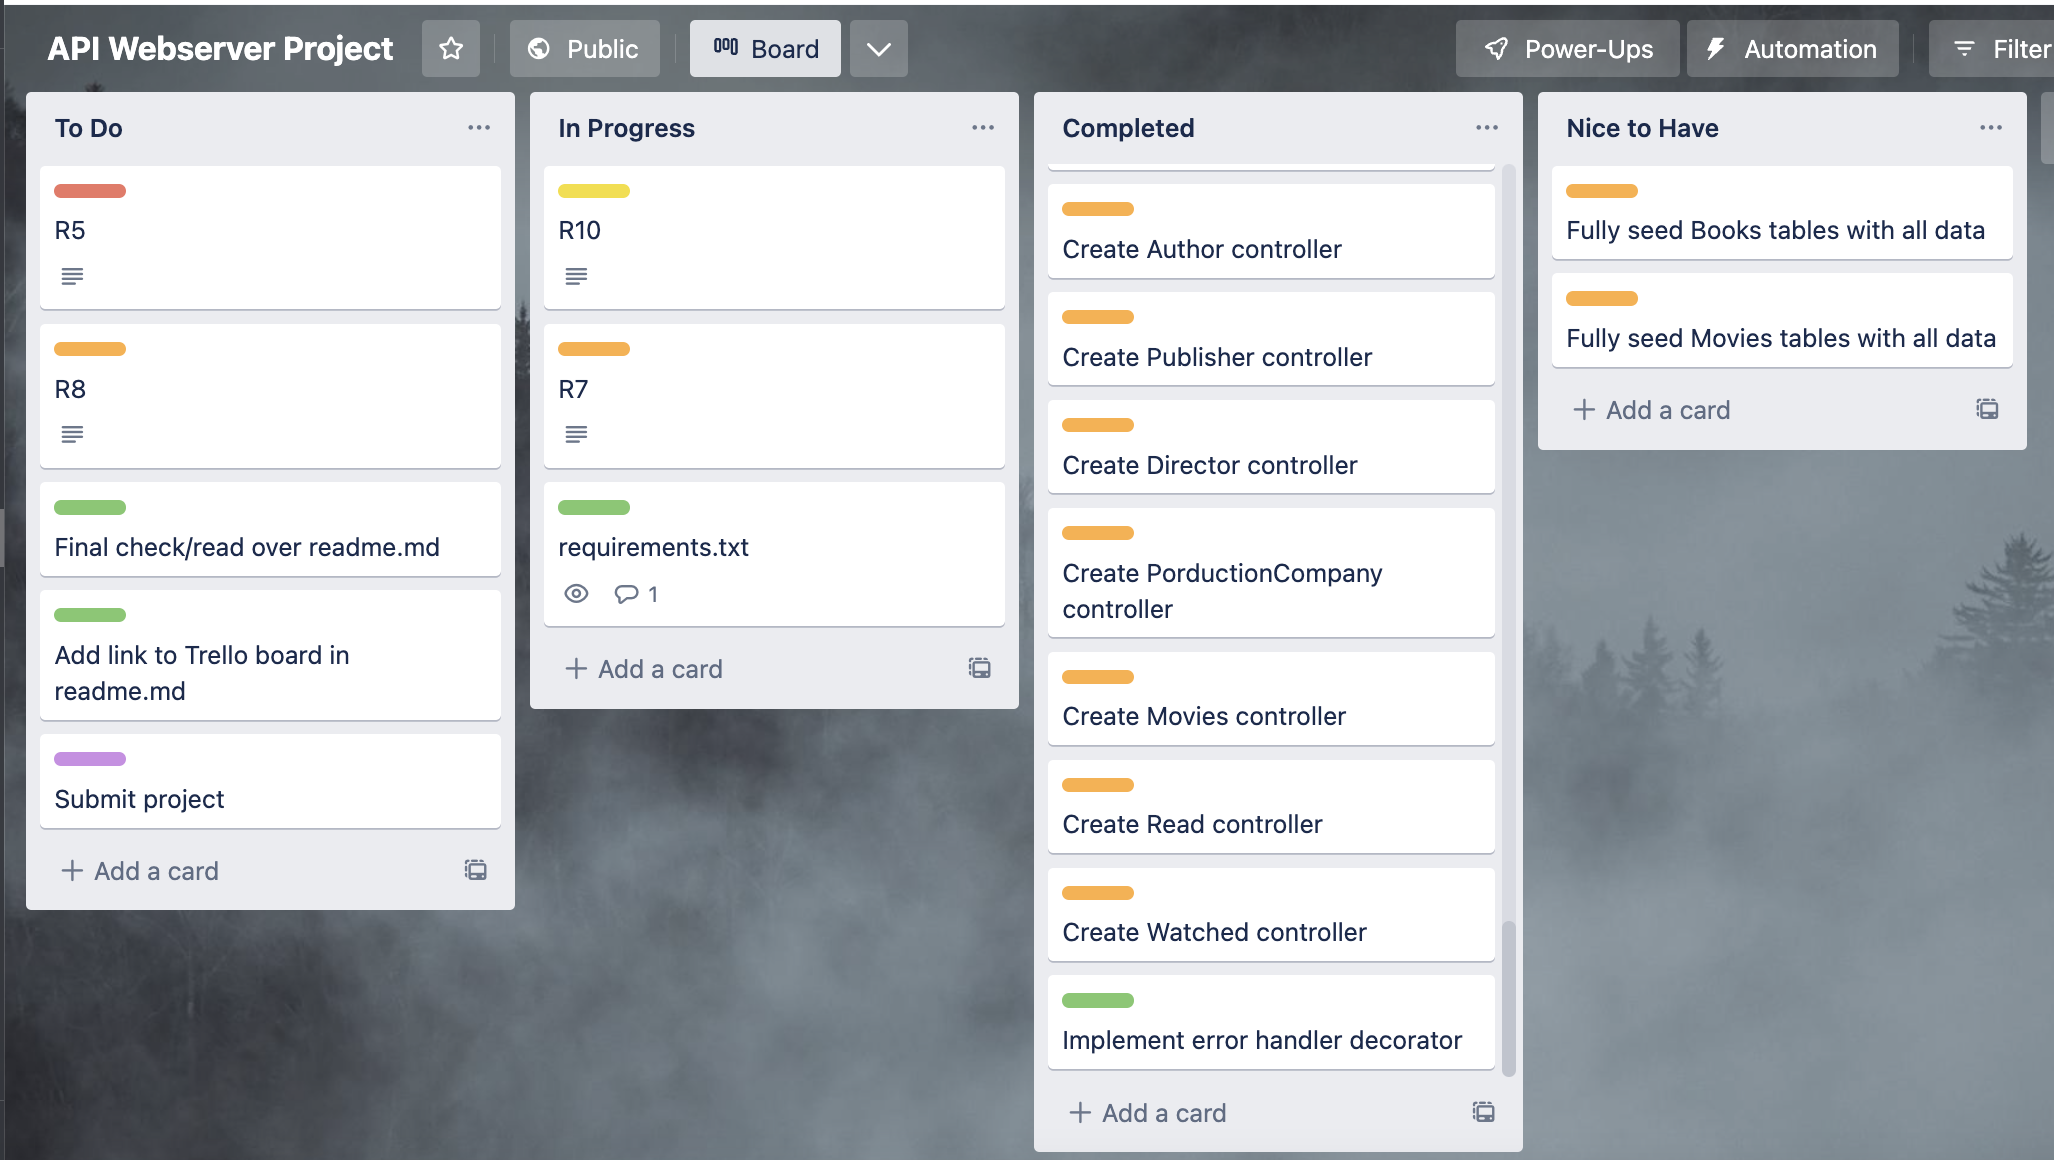 API Webserver Project
Public
Board
Power-Ups
Automation
Filter
To Do
R5
R8
Final check/read over readme.md
Add link to Trello board in
readme.md
Submit project
Add a card
In Progress
R10
R7
requirements.txt
1
Add a card
Completed
Create Author controller
Create Publisher controller
Create Director controller
Create PorductionCompany
controller
Create Movies controller
Create Read controller
Create Watched controller
Implement error handler decorator
Add a card
Nice to Have
Fully seed Books tables with all data
Fully seed Movies tables with all data
Add a card